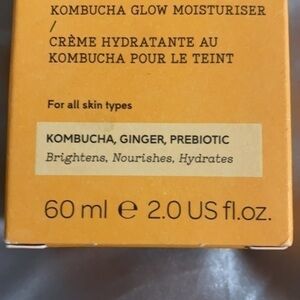 KOMBUCHA GLOW MOISTURISER
/
CRÈME HYDRATANTE AU
KOMBUCHA POUR LE TEINT
For all skin types
KOMBUCHA, GINGER, PREBIOTIC
Brightens, Nourishes, Hydrates
60 ml ℮ 2.0 US fl.oz.